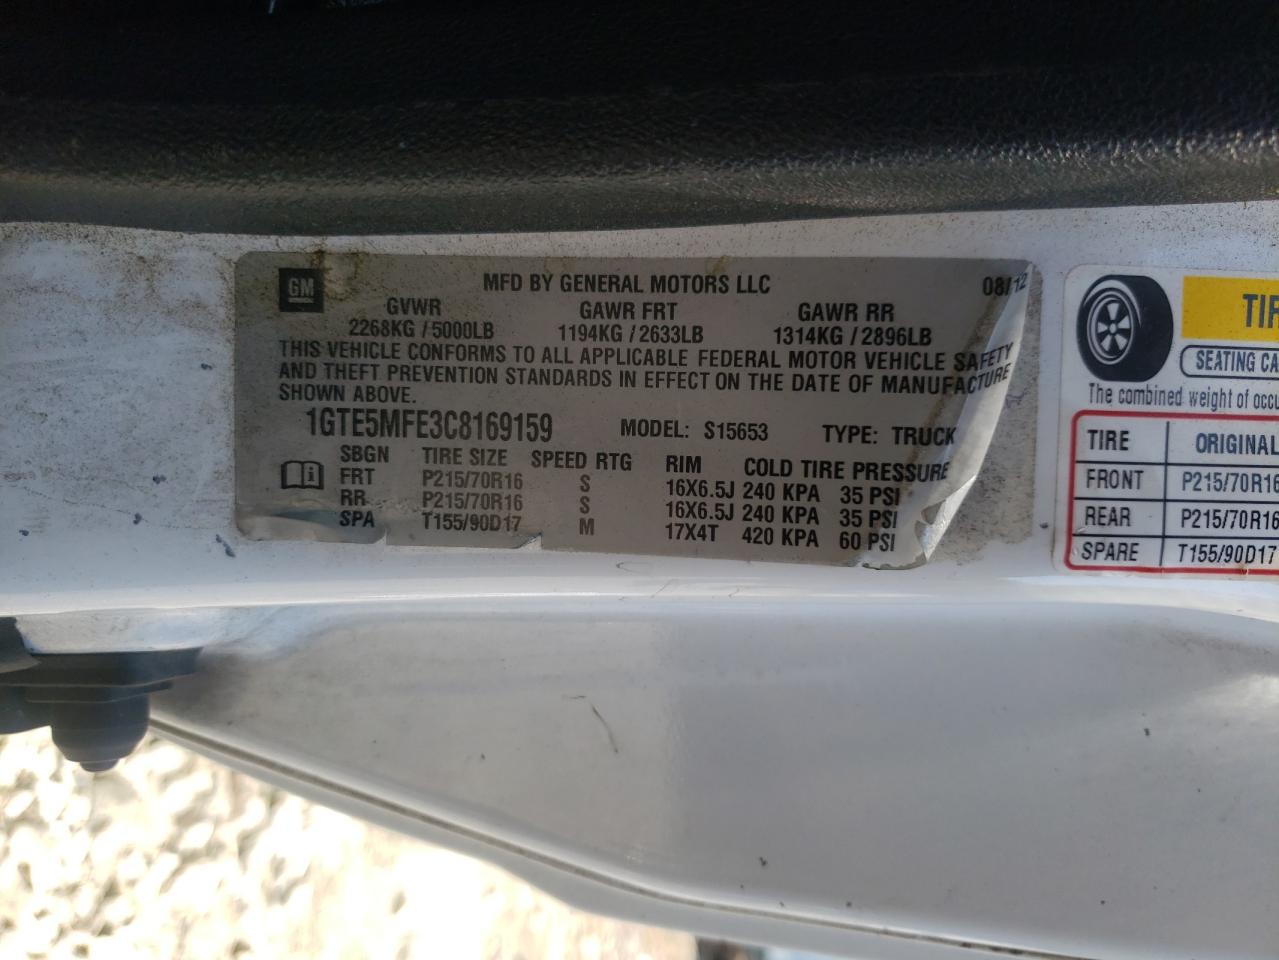 GM
MFD BY GENERAL MOTORS LLC 08/12
GVWR GAWR FRT GAWR RR
2268KG / 5000LB 1194KG / 2633LB 1314KG / 2896LB
THIS VEHICLE CONFORMS TO ALL APPLICABLE FEDERAL MOTOR VEHICLE SAFETY
AND THEFT PREVENTION STANDARDS IN EFFECT ON THE DATE OF MANUFACTURE
SHOWN ABOVE.
1GTE5MFE3C8169159 MODEL: S15653 TYPE: TRUCK
SBGN TIRE SIZE SPEED RTG RIM COLD TIRE PRESSURE
FRT P215/70R16 S 16X6.5J 240 KPA 35 PSI
RR P215/70R16 S 16X6.5J 240 KPA 35 PSI
SPA T155/90D17 M 17X4T 420 KPA 60 PSI
TIR
SEATING CA
The combined weight of occu
TIRE ORIGINAL
FRONT P215/70R16
REAR P215/70R16
SPARE T155/90D17